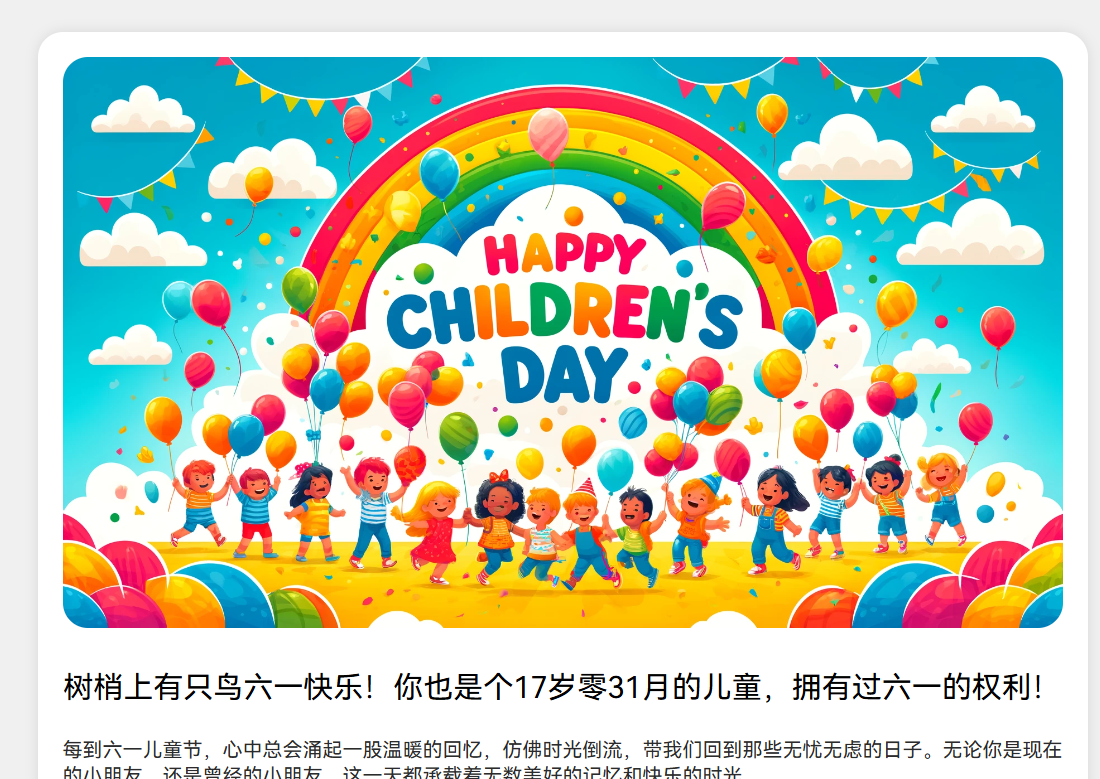 HAPPY
CHILDREN'S
DAY
树梢上有只鸟六一快乐！你也是个17岁零31月的儿童，拥有过六一的权利！
每到六一儿童节，心中总会涌起一股温暖的回忆，仿佛时光倒流，带我们回到那些无忧无虑的日子。无论你是现在
的小朋友，还是曾经的小朋友，这一天都承载着无数美好的记忆和快乐的时光